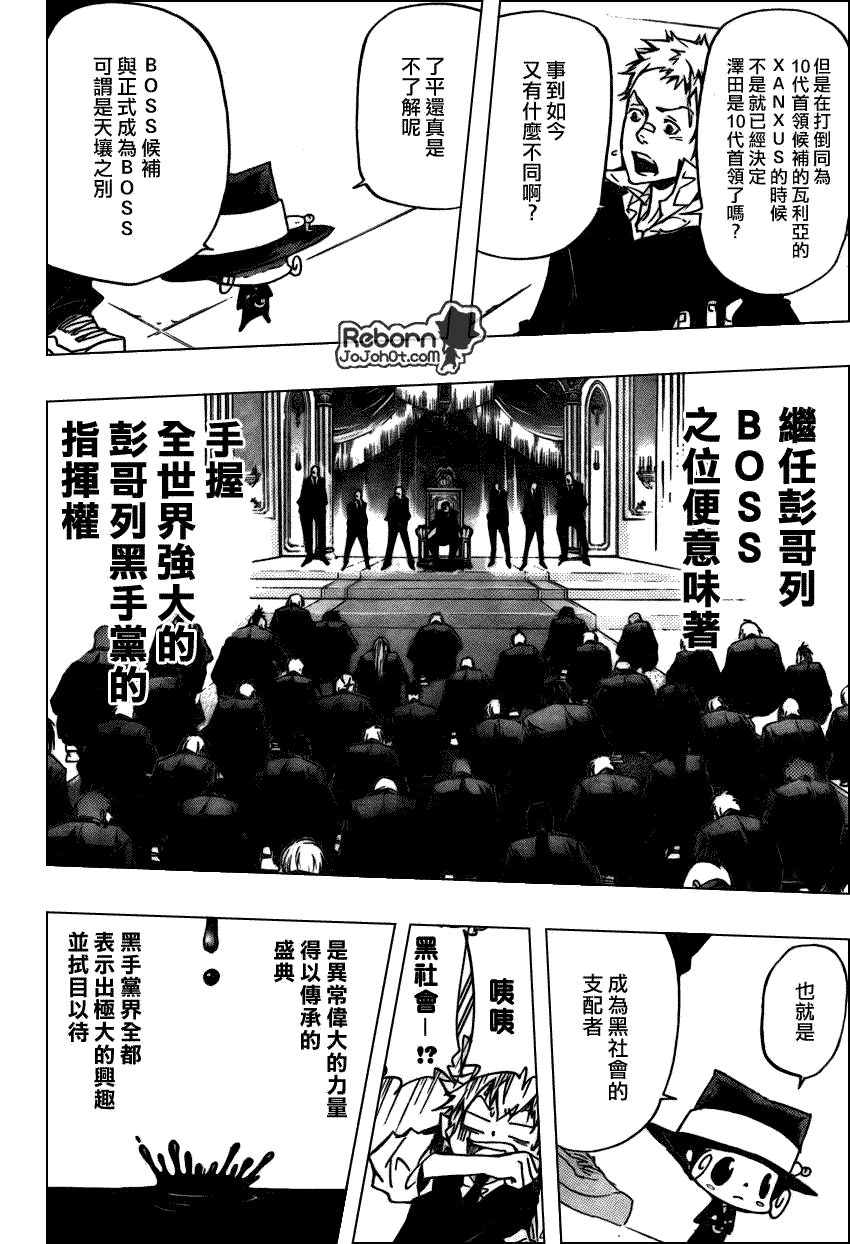 但是在打倒同為
10代首領候補的瓦利亞的
XANXUS的時候
不是就已經決定
澤田是10代首領了嗎？
事到如今
又有什麼不同啊？
了平還真是
不了解呢
BOSS候補
與正式成為BOSS
可謂是天壤之別
Reborn
JoJoHot.com
繼任彭哥列
BOSS
之位便意味著
手握
全世界強大的
彭哥列黑手黨的
指揮權
也就是
成為黑社會的
支配者
咦咦
黑社會—!?
是異常偉大的力量
得以傳承的
盛典
黑手黨界全都
表示出極大的興趣
並拭目以待